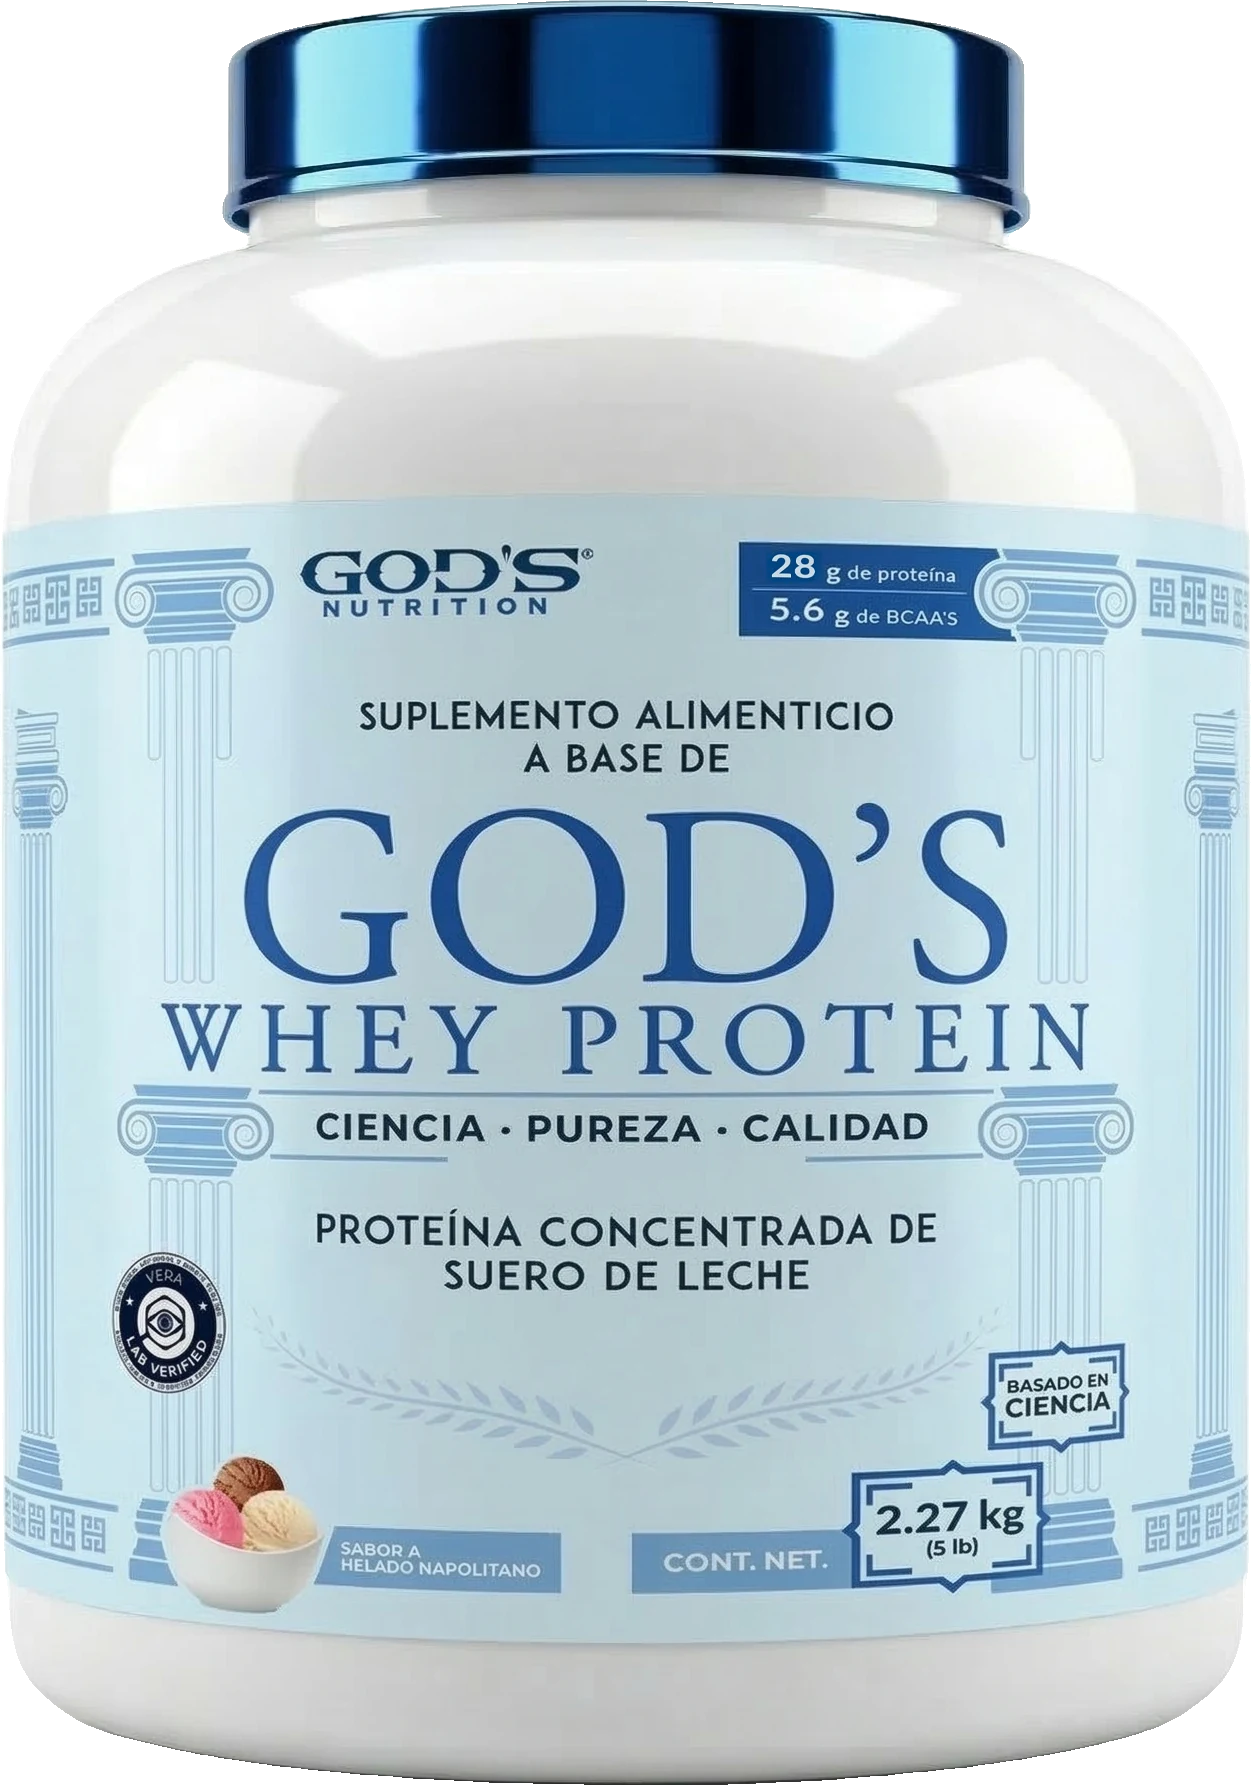 GOD'S®
NUTRITION
28 g de proteína
5.6 g de BCAA'S
SUPLEMENTO ALIMENTICIO
A BASE DE
GOD'S
WHEY PROTEIN
CIENCIA · PUREZA · CALIDAD
PROTEÍNA CONCENTRADA DE
SUERO DE LECHE
VERA
LAB VERIFIED
BASADO EN
CIENCIA
SABOR A
HELADO NAPOLITANO
CONT. NET.
2.27 kg
(5 lb)